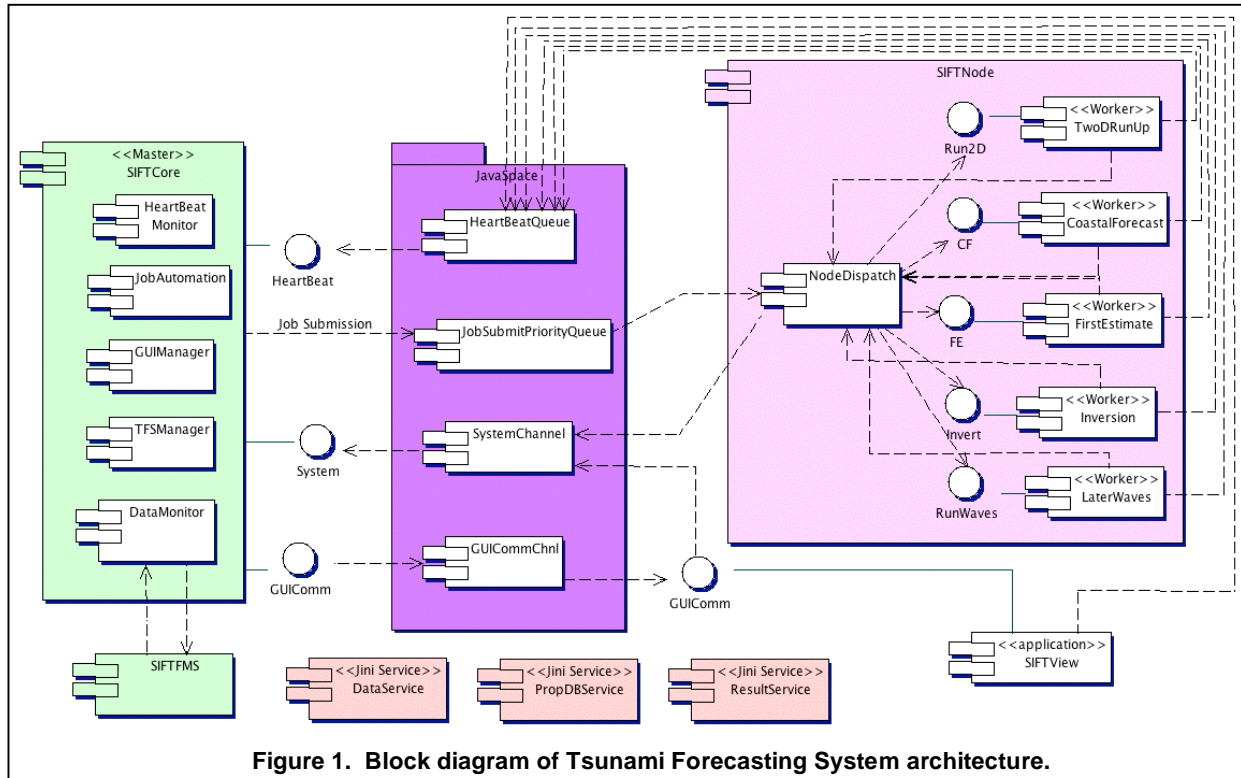 <<Master>>
SIFTCore
HeartBeat
Monitor
JobAutomation
GUIManager
TFSManager
DataMonitor
SIFTFMS
HeartBeat
Job Submission
System
GUIComm
JavaSpace
HeartBeatQueue
JobSubmitPriorityQueue
SystemChannel
GUICommChnl
GUIComm
SIFTNode
NodeDispatch
Run2D
<<Worker>>
TwoDRunUp
CF
<<Worker>>
CoastalForecast
FE
<<Worker>>
FirstEstimate
Invert
<<Worker>>
Inversion
RunWaves
<<Worker>>
LaterWaves
<<application>>
SIFTView
<<Jini Service>>
DataService
<<Jini Service>>
PropDBService
<<Jini Service>>
ResultService
Figure 1. Block diagram of Tsunami Forecasting System architecture.